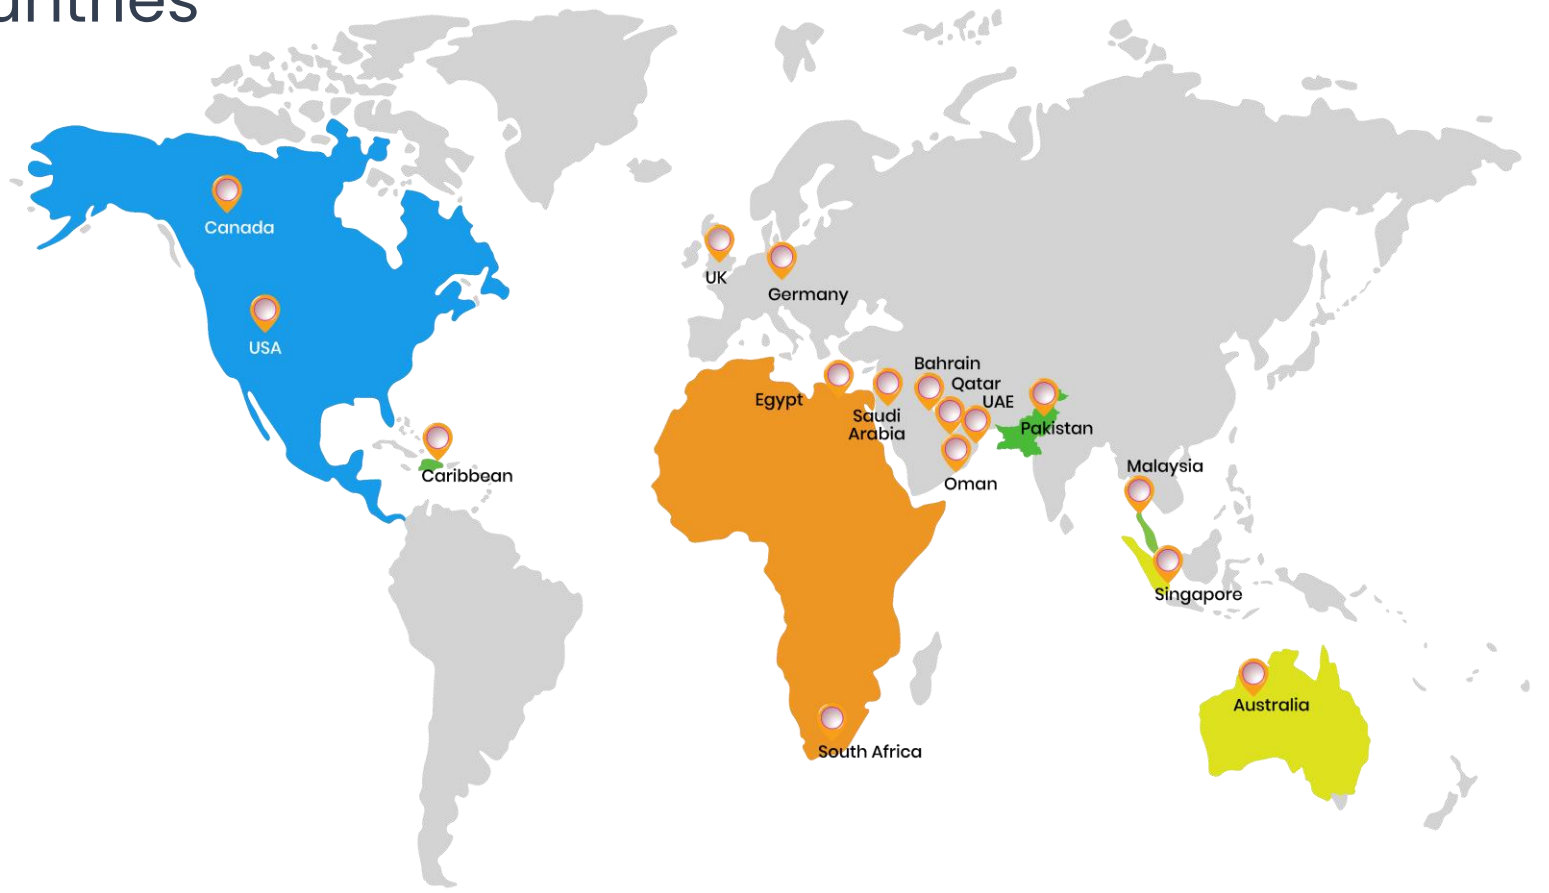 Canada
USA
Caribbean
UK
Germany
Egypt
Saudi
Arabia
Bahrain
Qatar
UAE
Oman
Pakistan
Malaysia
Singapore
Australia
South Africa